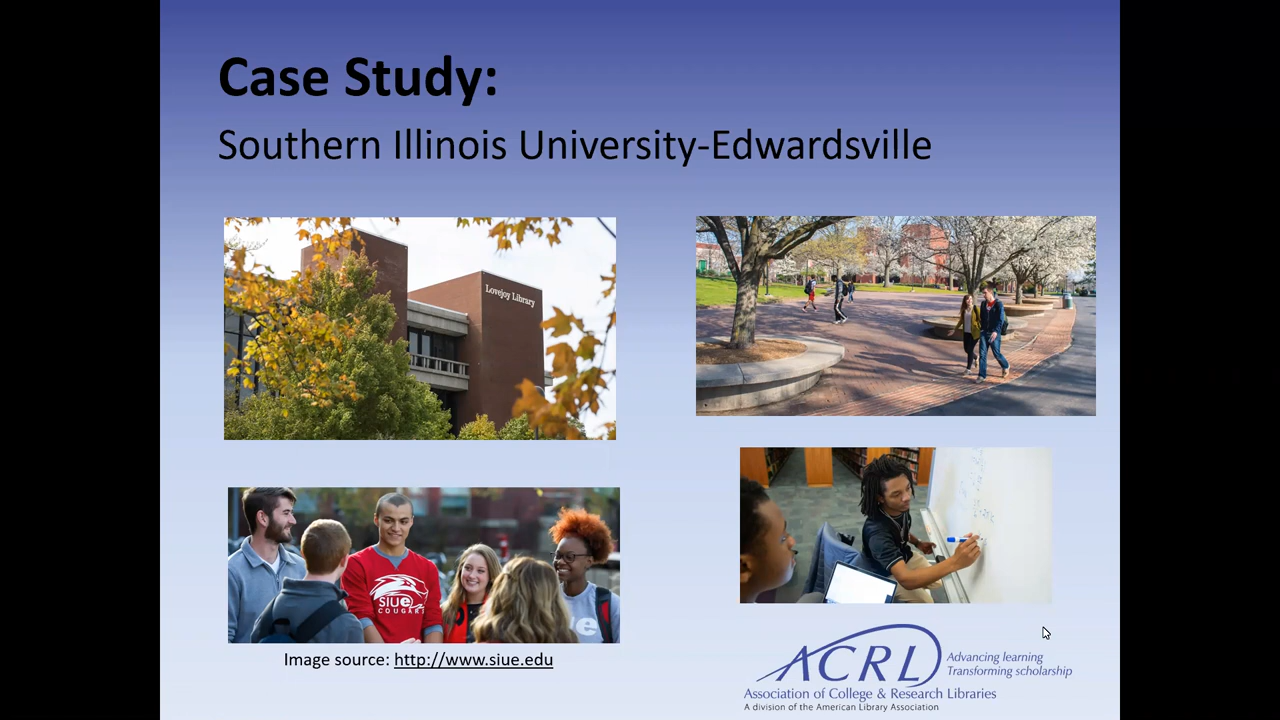 Case Study:
Southern Illinois University-Edwardsville
Lovejoy Library
SIUe
COUGARS
e
Image source: http://www.siue.edu
ACRL
Advancing learning
Transforming scholarship
Association of College & Research Libraries
A division of the American Library Association